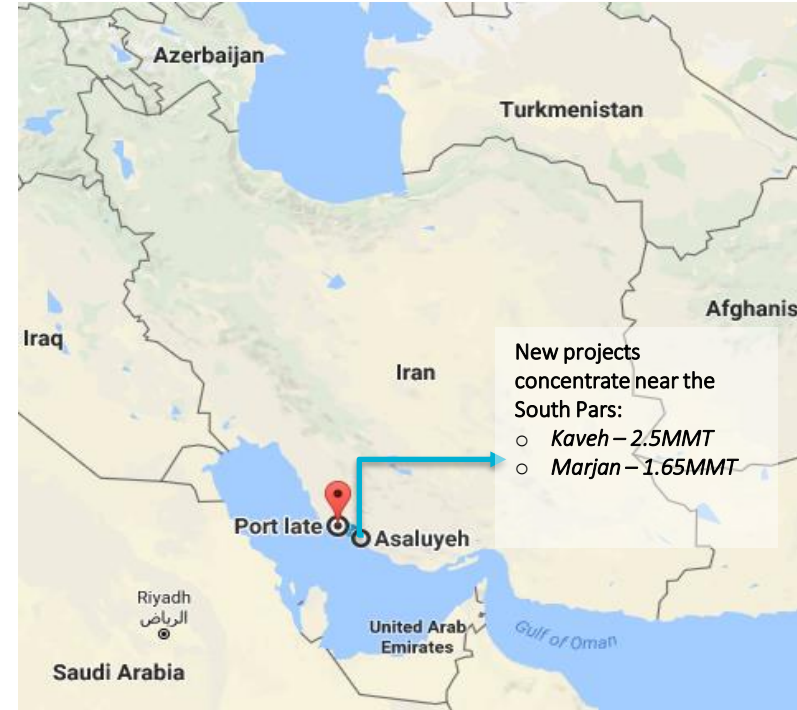 Azerbaijan
Turkmenistan
Afghanis
Iraq
Iran
New projects
concentrate near the
South Pars:
o Kaveh – 2.5MMT
o Marjan – 1.65MMT
Port late
Asaluyeh
Riyadh
الرياض
United Arab
Emirates
Gulf of Oman
Saudi Arabia